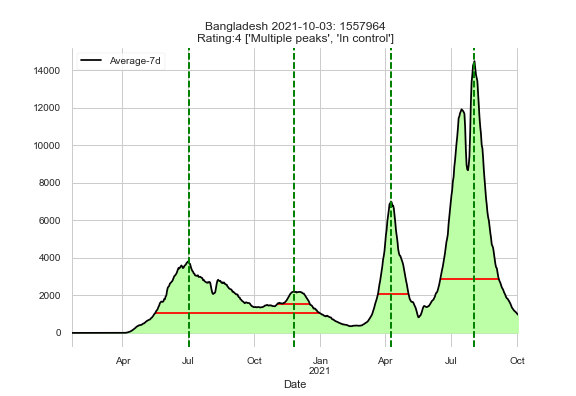 Bangladesh 2021-10-03: 1557964
Rating:4 ['Multiple peaks', 'In control']
Average-7d
14000
12000
10000
8000
6000
4000
2000
0
Apr Jul Oct Jan Apr Jul Oct
2021
Date